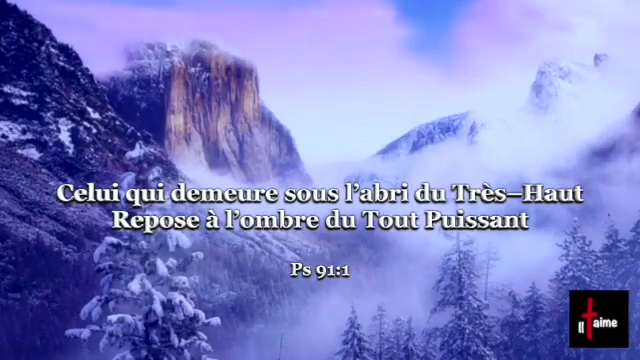 Celui qui demeure sous l’abri du Très–Haut
Repose à l’ombre du Tout Puissant
Ps 91:1
Il t'aime